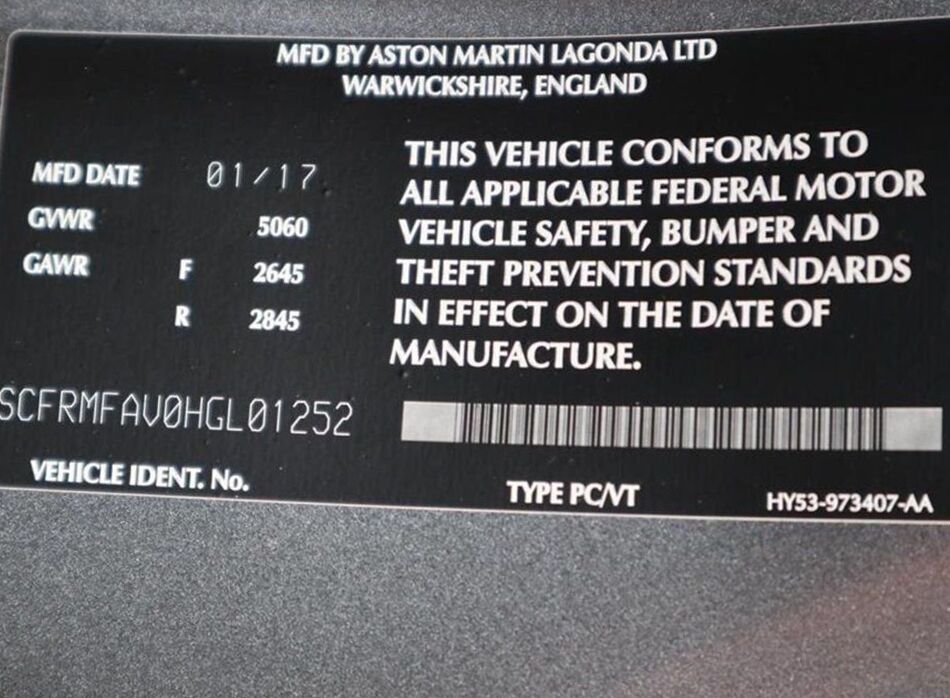 MFD BY ASTON MARTIN LAGONDA LTD
WARWICKSHIRE, ENGLAND
MFD DATE 01/17
GVWR 5060
GAWR F 2645
R 2845
THIS VEHICLE CONFORMS TO
ALL APPLICABLE FEDERAL MOTOR
VEHICLE SAFETY, BUMPER AND
THEFT PREVENTION STANDARDS
IN EFFECT ON THE DATE OF
MANUFACTURE.
SCFRMFAV0HGL01252
VEHICLE IDENT. No.
TYPE PC/VT
HY53-973407-AA